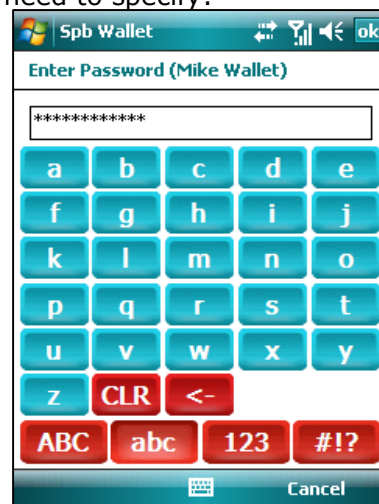 need to specify?
Spb Wallet ok
Enter Password (Mike Wallet)
************
a b c d e
f g h i j
k l m n o
p q r s t
u v w x y
z CLR <-
ABC abc 123 #!?
Cancel